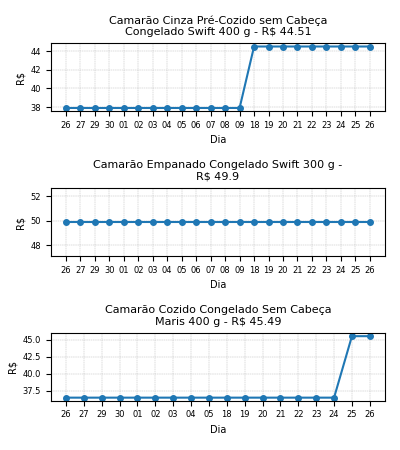 Camarão Cinza Pré-Cozido sem Cabeça
Congelado Swift 400 g - R$ 44.51
44
42
40
38
R$
26 27 29 30 01 02 03 04 05 06 07 08 09 18 19 20 21 22 23 24 25 26
Dia
Camarão Empanado Congelado Swift 300 g -
R$ 49.9
52
50
48
R$
26 27 29 30 01 02 03 04 05 06 07 08 09 18 19 20 21 22 23 24 25 26
Dia
Camarão Cozido Congelado Sem Cabeça
Maris 400 g - R$ 45.49
45.0
42.5
40.0
37.5
R$
26 27 29 30 01 02 03 04 05 18 19 20 21 22 23 24 25 26
Dia